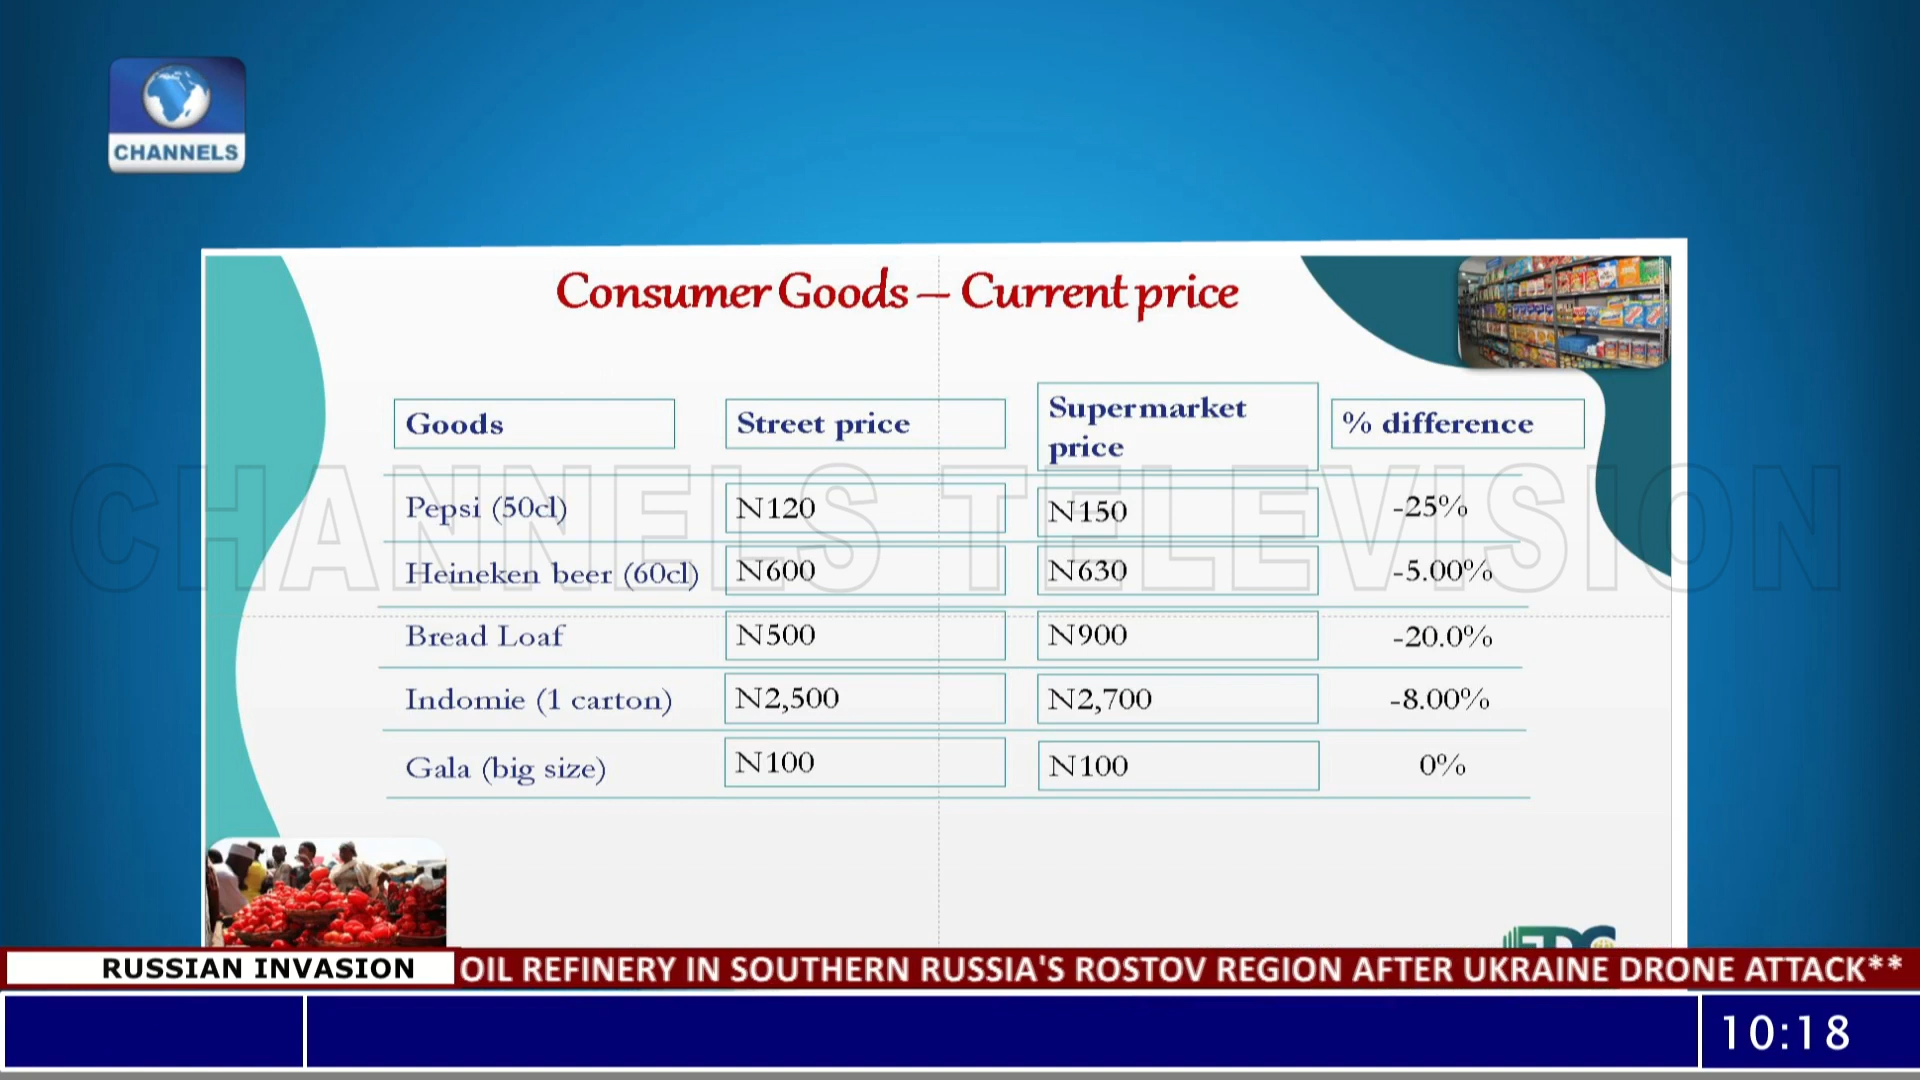 CHANNELS
Consumer Goods – Current price
Goods
Street price
Supermarket
price
% difference
Pepsi (50cl)
N120
N150
-25%
Heineken beer (60cl)
N600
N630
-5.00%
Bread Loaf
N500
N900
-20.0%
Indomie (1 carton)
N2,500
N2,700
-8.00%
Gala (big size)
N100
N100
0%
CHANNELS TELEVISION
RUSSIAN INVASION
OIL REFINERY IN SOUTHERN RUSSIA'S ROSTOV REGION AFTER UKRAINE DRONE ATTACK**
10:18